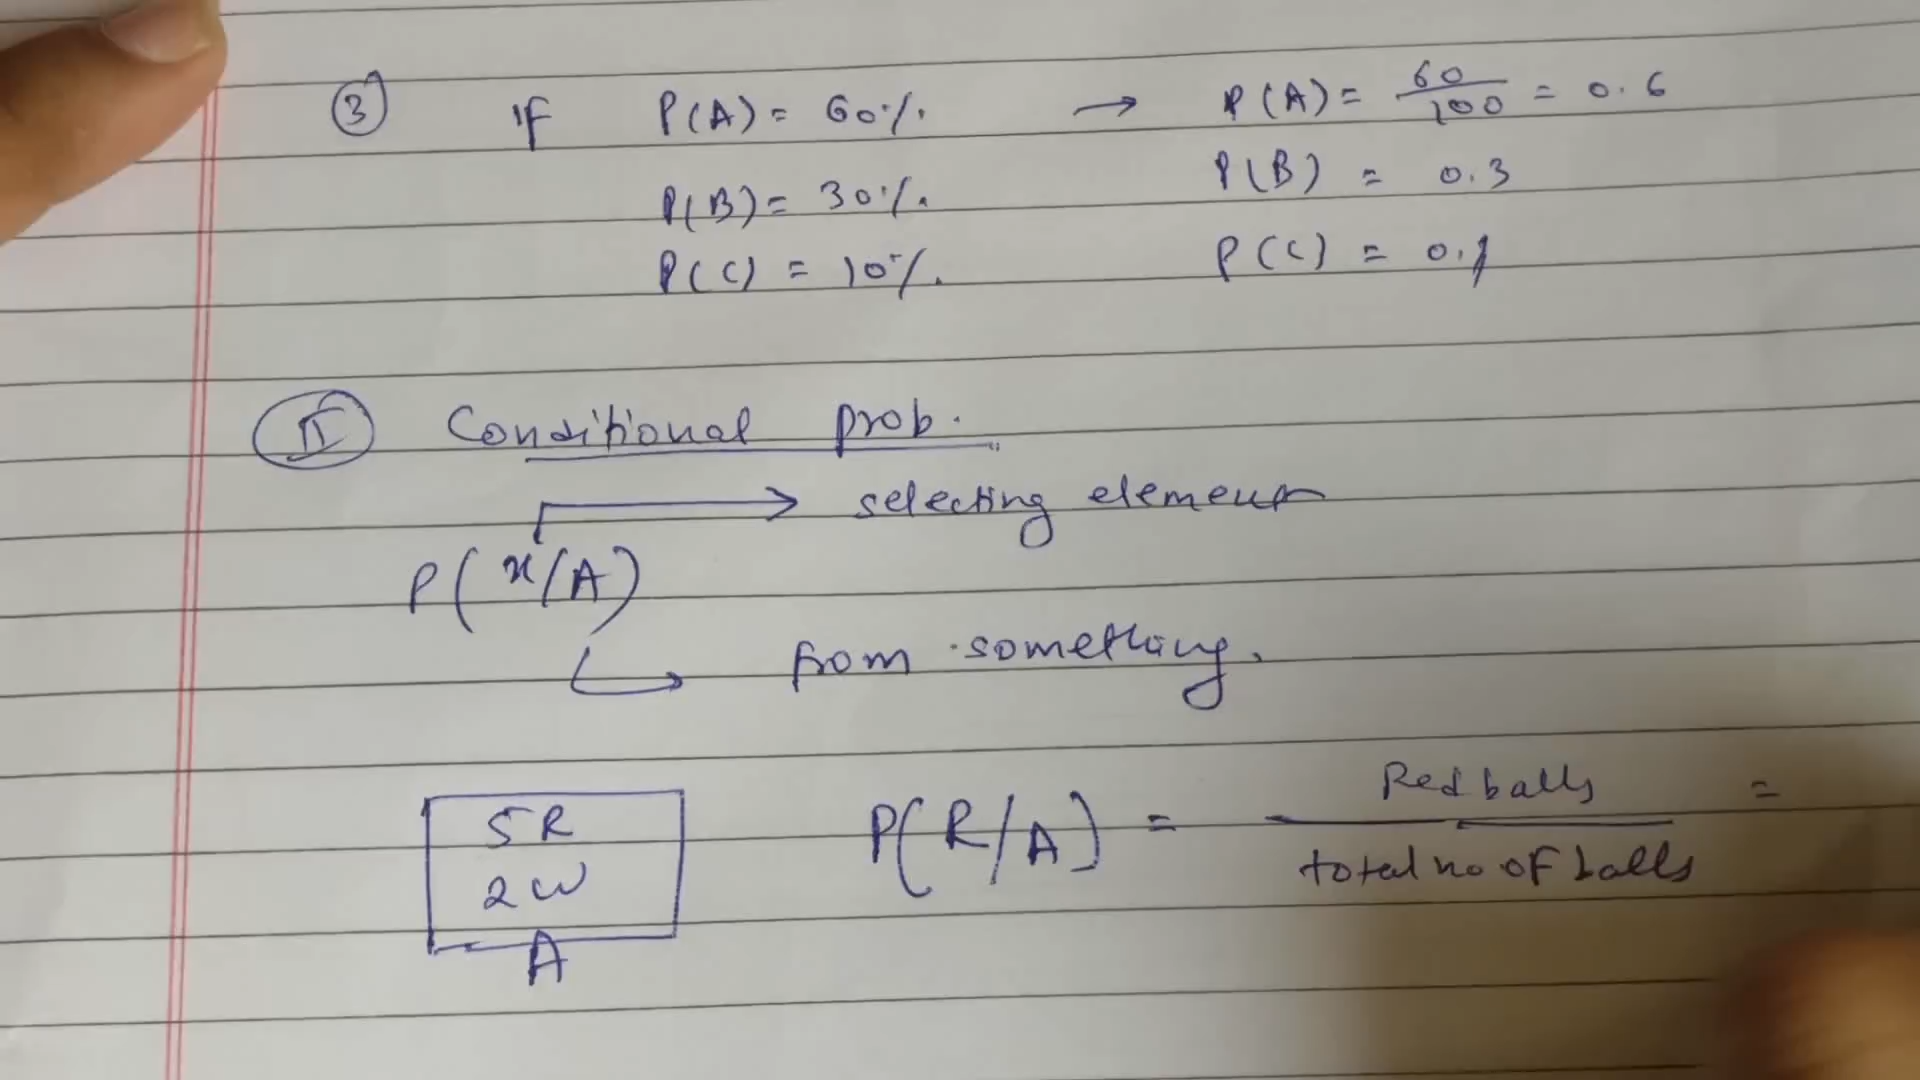 ③ If P(A) = 60% → P(A) = 60/100 = 0.6
P(B) = 30% P(B) = 0.3
P(C) = 10% P(C) = 0.1
II Conditional prob.
selecting element
P(x/A)
from something.
5R
2W
A
P(R/A) = Red balls / total no of balls =